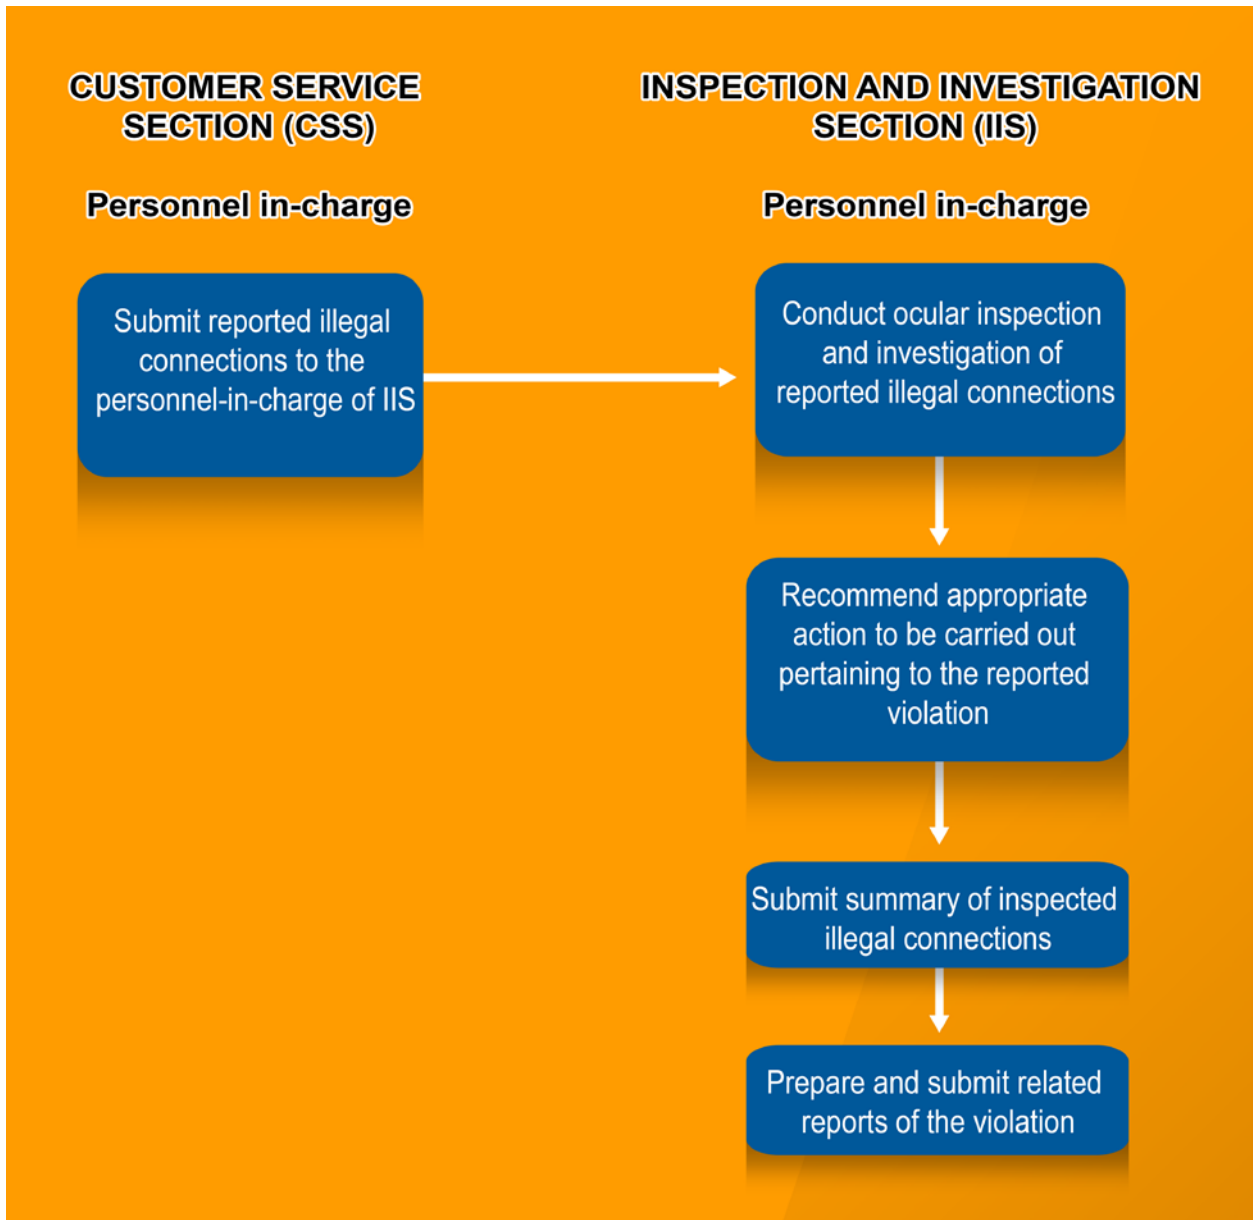 CUSTOMER SERVICE
SECTION (CSS)
Personnel in-charge
Submit reported illegal
connections to the
personnel-in-charge of IIS
INSPECTION AND INVESTIGATION
SECTION (IIS)
Personnel in-charge
Conduct ocular inspection
and investigation of
reported illegal connections
Recommend appropriate
action to be carried out
pertaining to the reported
violation
Submit summary of inspected
illegal connections
Prepare and submit related
reports of the violation